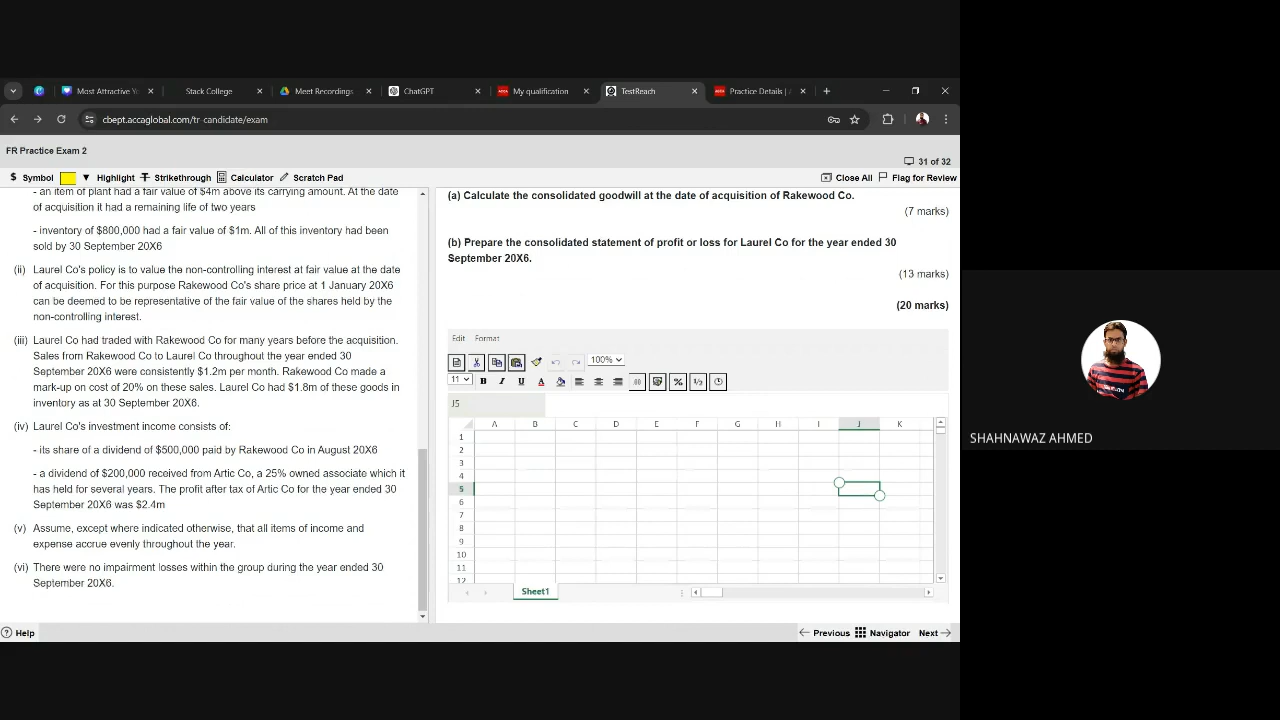 Most Attractive Yo
Stack College
Meet Recordings
ChatGPT
My qualification
TestReach
Practice Details | A
cbept.accaglobal.com/tr-candidate/exam
FR Practice Exam 2
31 of 32
$ Symbol Highlight Strikethrough Calculator Scratch Pad
Close All Flag for Review
- an item of plant had a fair value of $4m above its carrying amount. At the date
of acquisition it had a remaining life of two years
- inventory of $800,000 had a fair value of $1m. All of this inventory had been
sold by 30 September 20X6
(ii) Laurel Co's policy is to value the non-controlling interest at fair value at the date
of acquisition. For this purpose Rakewood Co's share price at 1 January 20X6
can be deemed to be representative of the fair value of the shares held by the
non-controlling interest.
(iii) Laurel Co had traded with Rakewood Co for many years before the acquisition.
Sales from Rakewood Co to Laurel Co throughout the year ended 30
September 20X6 were consistently $1.2m per month. Rakewood Co made a
mark-up on cost of 20% on these sales. Laurel Co had $1.8m of these goods in
inventory as at 30 September 20X6.
(iv) Laurel Co's investment income consists of:
- its share of a dividend of $500,000 paid by Rakewood Co in August 20X6
- a dividend of $200,000 received from Artic Co, a 25% owned associate which it
has held for several years. The profit after tax of Artic Co for the year ended 30
September 20X6 was $2.4m
(v) Assume, except where indicated otherwise, that all items of income and
expense accrue evenly throughout the year.
(vi) There were no impairment losses within the group during the year ended 30
September 20X6.
(a) Calculate the consolidated goodwill at the date of acquisition of Rakewood Co.
(7 marks)
(b) Prepare the consolidated statement of profit or loss for Laurel Co for the year ended 30
September 20X6.
(13 marks)
(20 marks)
Edit Format
100%
11 B I U A .00 % 1/2
J5
A B C D E F G H I J K
1
2
3
4
5
6
7
8
9
10
11
12
Sheet1
Help
Previous Navigator Next
SHAHNAWAZ AHMED